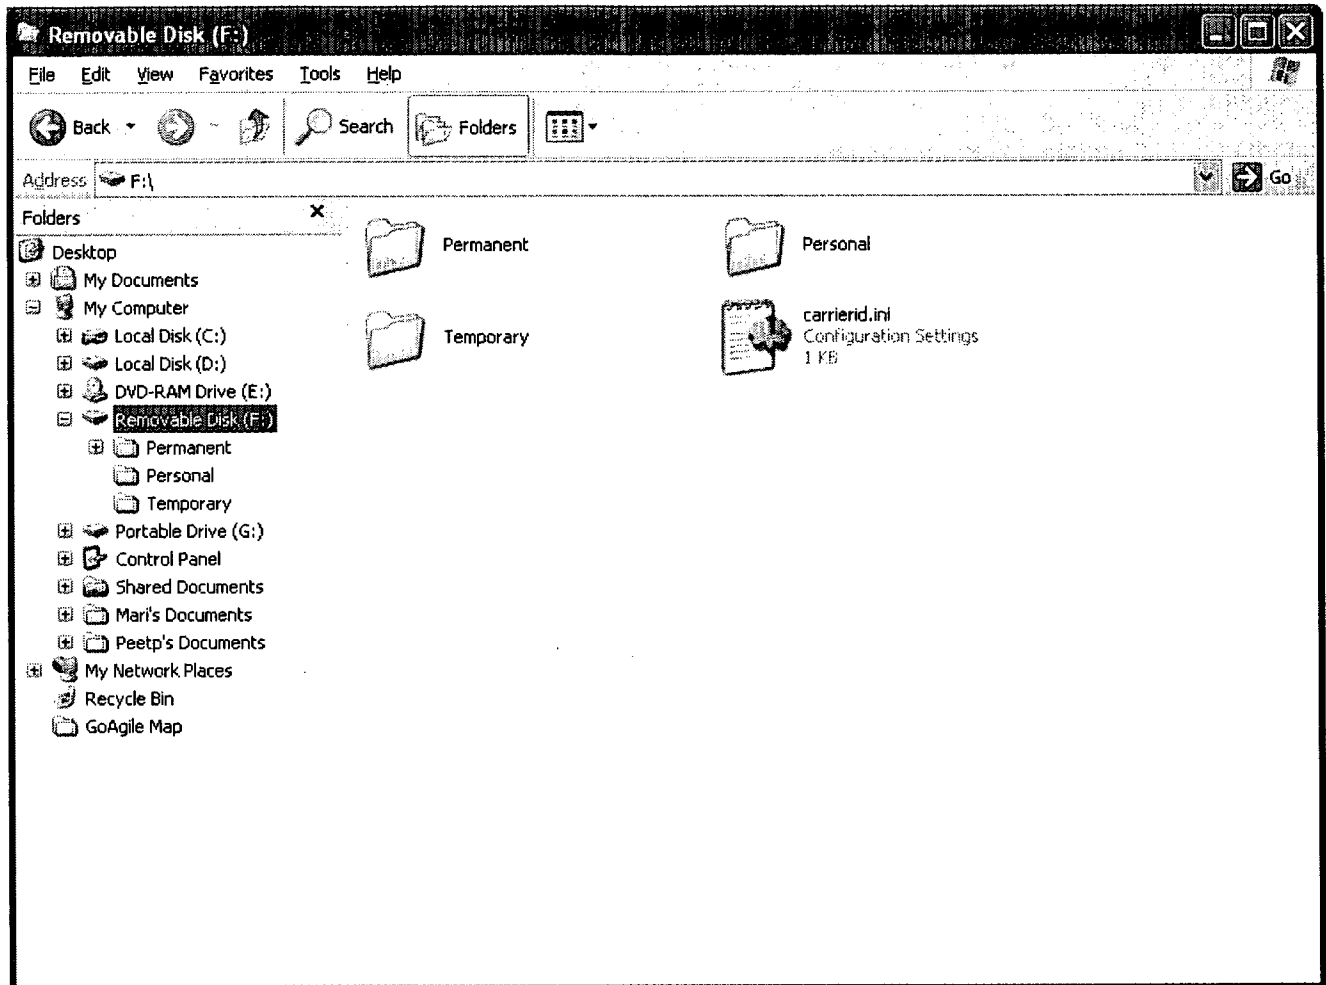 Removable Disk (F:)
File Edit View Favorites Tools Help
Back Search Folders
Address F:\ Go
Folders
Desktop
My Documents
My Computer
Local Disk (C:)
Local Disk (D:)
DVD-RAM Drive (E:)
Removable Disk (F:)
Permanent
Personal
Temporary
Portable Drive (G:)
Control Panel
Shared Documents
Mari's Documents
Peetp's Documents
My Network Places
Recycle Bin
GoAgile Map
Permanent
Personal
Temporary
carrierid.ini
Configuration Settings
1 KB